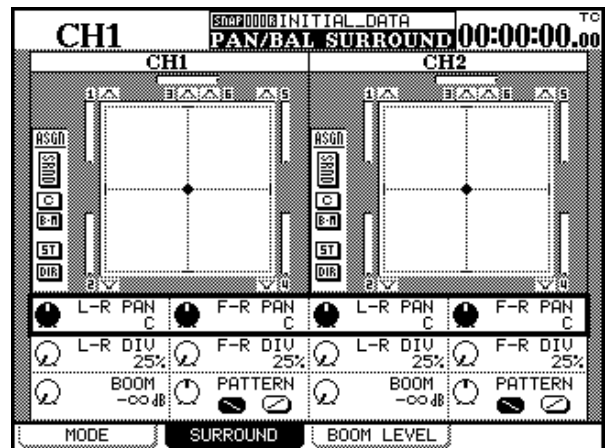 CH1
SNAP000 INITIAL_DATA
PAN/BAL SURROUND
TC
00:00:00.00
CH1
CH2
1 3 6 5
1 3 6 5
ASGN
SRND
C
B·M
ST
DIR
2 4
ASGN
SRND
C
B·M
ST
DIR
2 4
L-R PAN F-R PAN L-R PAN F-R PAN
C C C C
L-R DIV F-R DIV L-R DIV F-R DIV
25% 25% 25% 25%
BOOM PATTERN BOOM PATTERN
-∞dB -∞dB
MODE SURROUND BOOM LEVEL